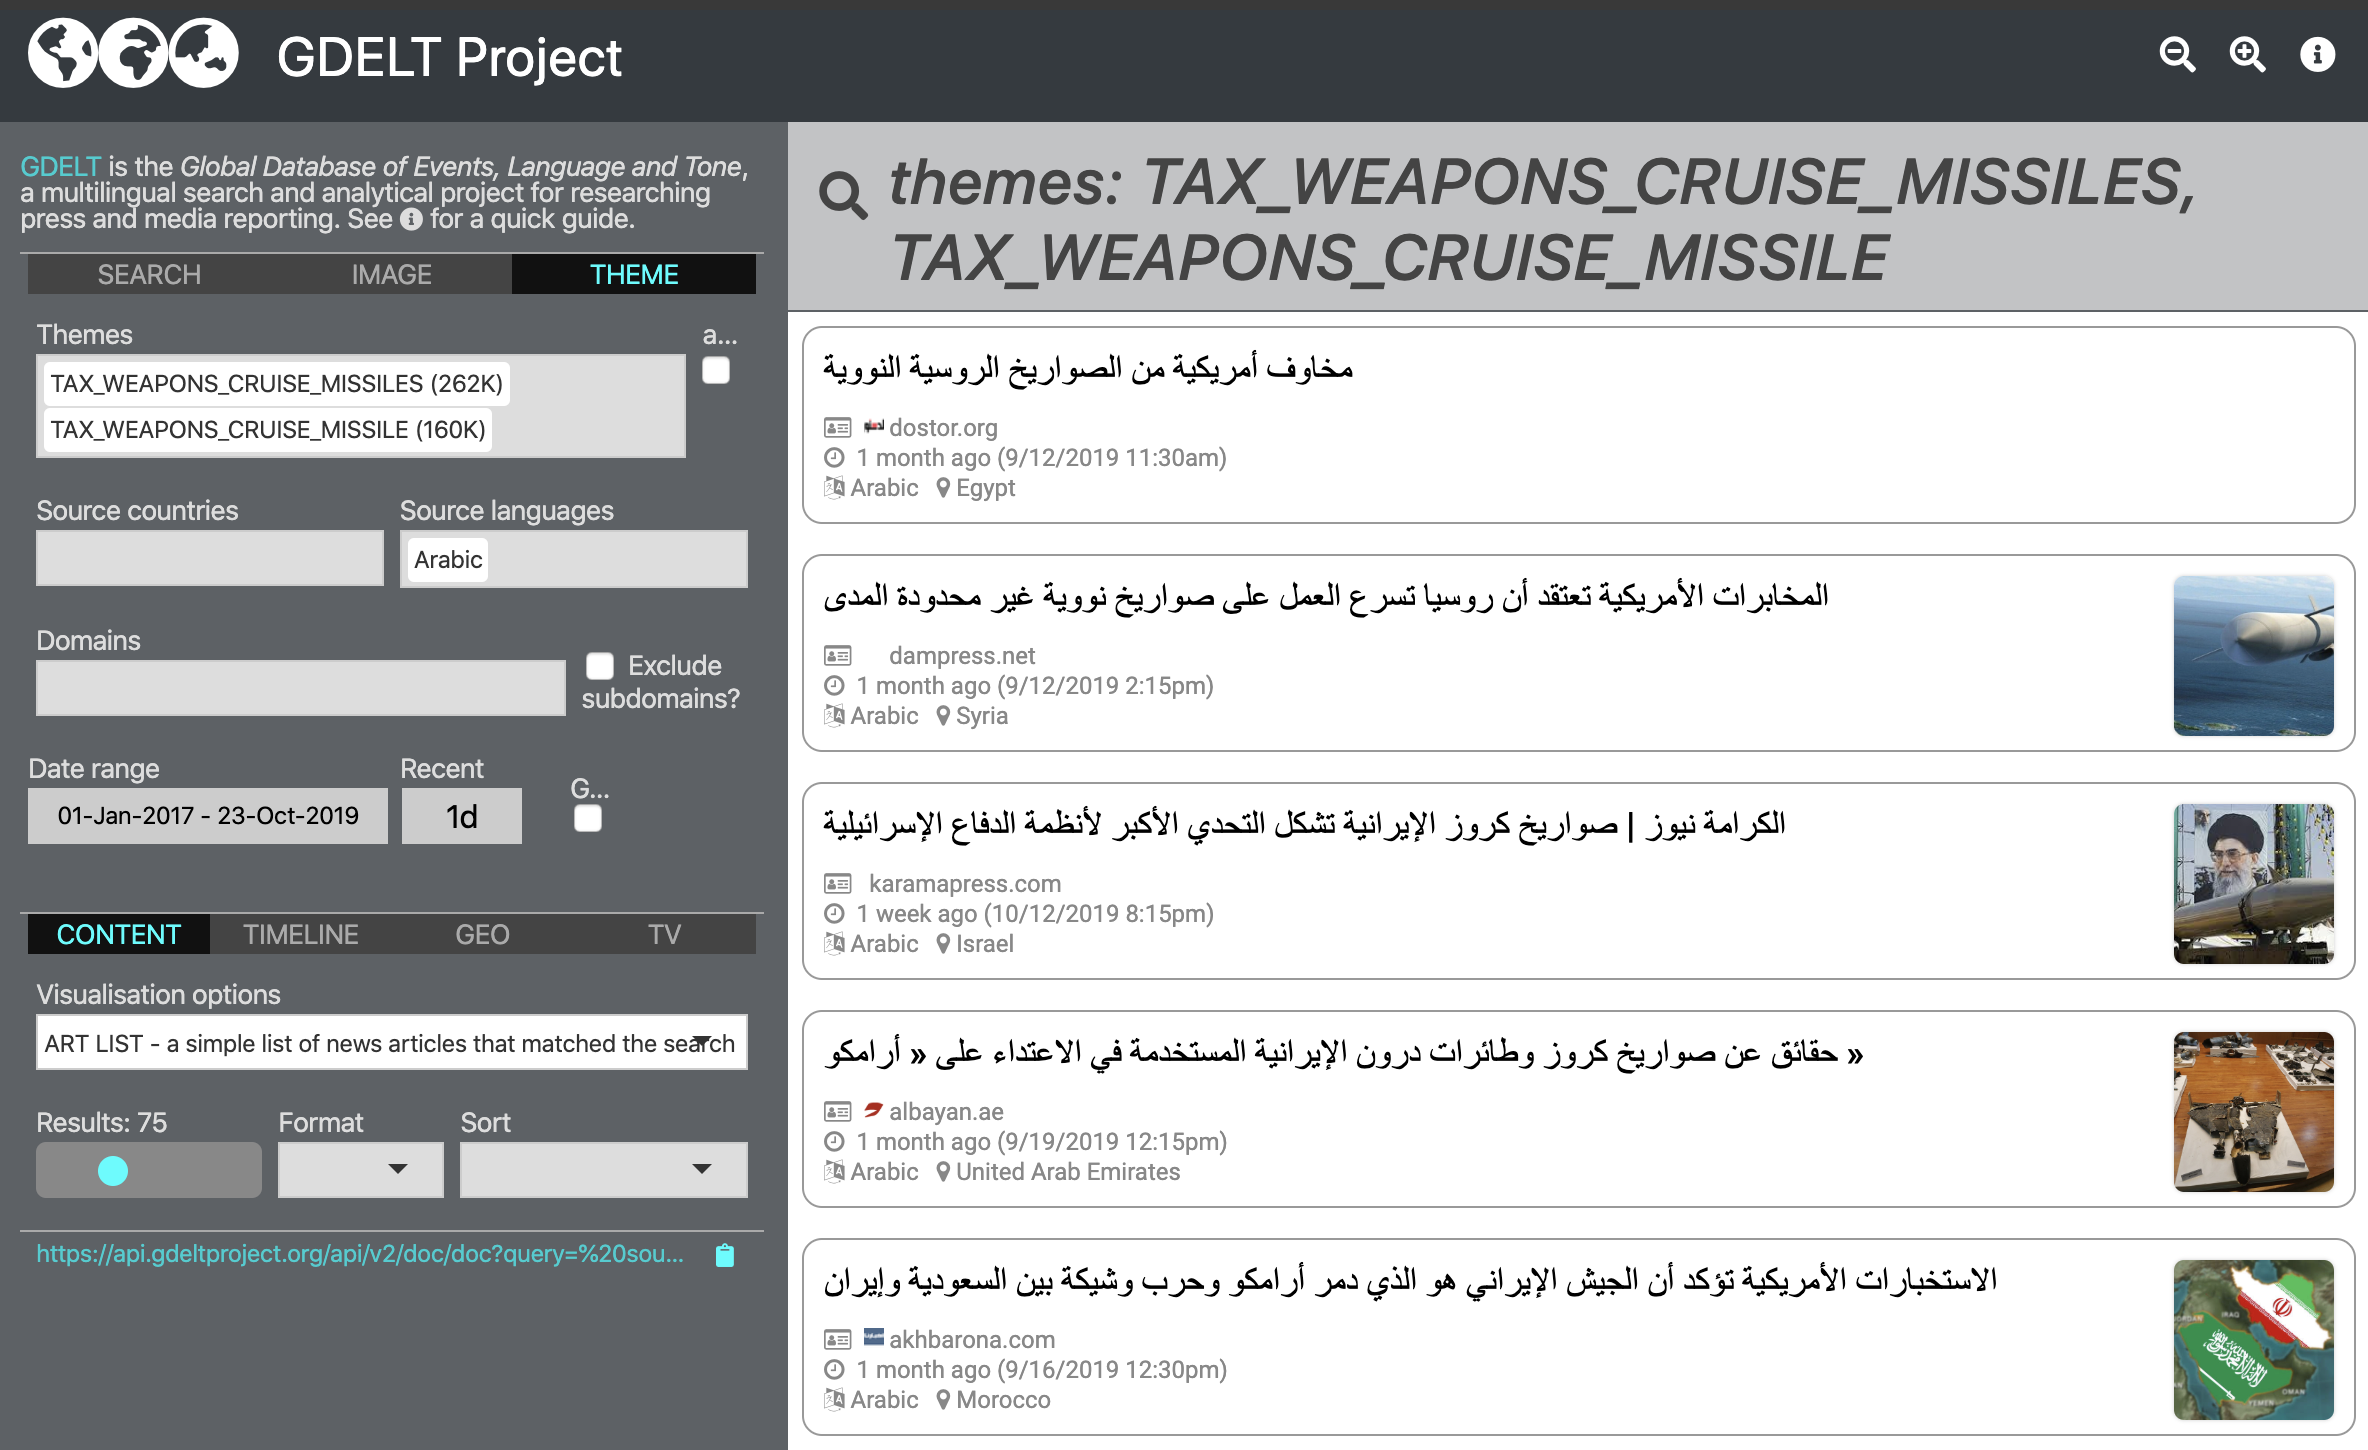 GDELT Project
GDELT is the Global Database of Events, Language and Tone,
a multilingual search and analytical project for researching
press and media reporting. See for a quick guide.
SEARCH IMAGE THEME
Themes a...
TAX_WEAPONS_CRUISE_MISSILES (262K)
TAX_WEAPONS_CRUISE_MISSILE (160K)
Source countries Source languages
Arabic
Domains
Exclude
subdomains?
Date range Recent G...
01-Jan-2017 - 23-Oct-2019 1d
CONTENT TIMELINE GEO TV
Visualisation options
ART LIST - a simple list of news articles that matched the search
Results: 75 Format Sort
https://api.gdeltproject.org/api/v2/doc/doc?query=%20sou...
themes: TAX_WEAPONS_CRUISE_MISSILES,
TAX_WEAPONS_CRUISE_MISSILE
مخاوف أمريكية من الصواريخ الروسية النووية
dostor.org
1 month ago (9/12/2019 11:30am)
Arabic Egypt
المخابرات الأمريكية تعتقد أن روسيا تسرع العمل على صواريخ نووية غير محدودة المدى
dampress.net
1 month ago (9/12/2019 2:15pm)
Arabic Syria
الكرامة نيوز | صواريخ كروز الإيرانية تشكل التحدي الأكبر لأنظمة الدفاع الإسرائيلية
karamapress.com
1 week ago (10/12/2019 8:15pm)
Arabic Israel
حقائق عن صواريخ كروز وطائرات درون الإيرانية المستخدمة في الاعتداء على « أرامكو »
albayan.ae
1 month ago (9/19/2019 12:15pm)
Arabic United Arab Emirates
الاستخبارات الأمريكية تؤكد أن الجيش الإيراني هو الذي دمر أرامكو وحرب وشيكة بين السعودية وإيران
akhbarona.com
1 month ago (9/16/2019 12:30pm)
Arabic Morocco
IRAQ
OMAN
YEMEN